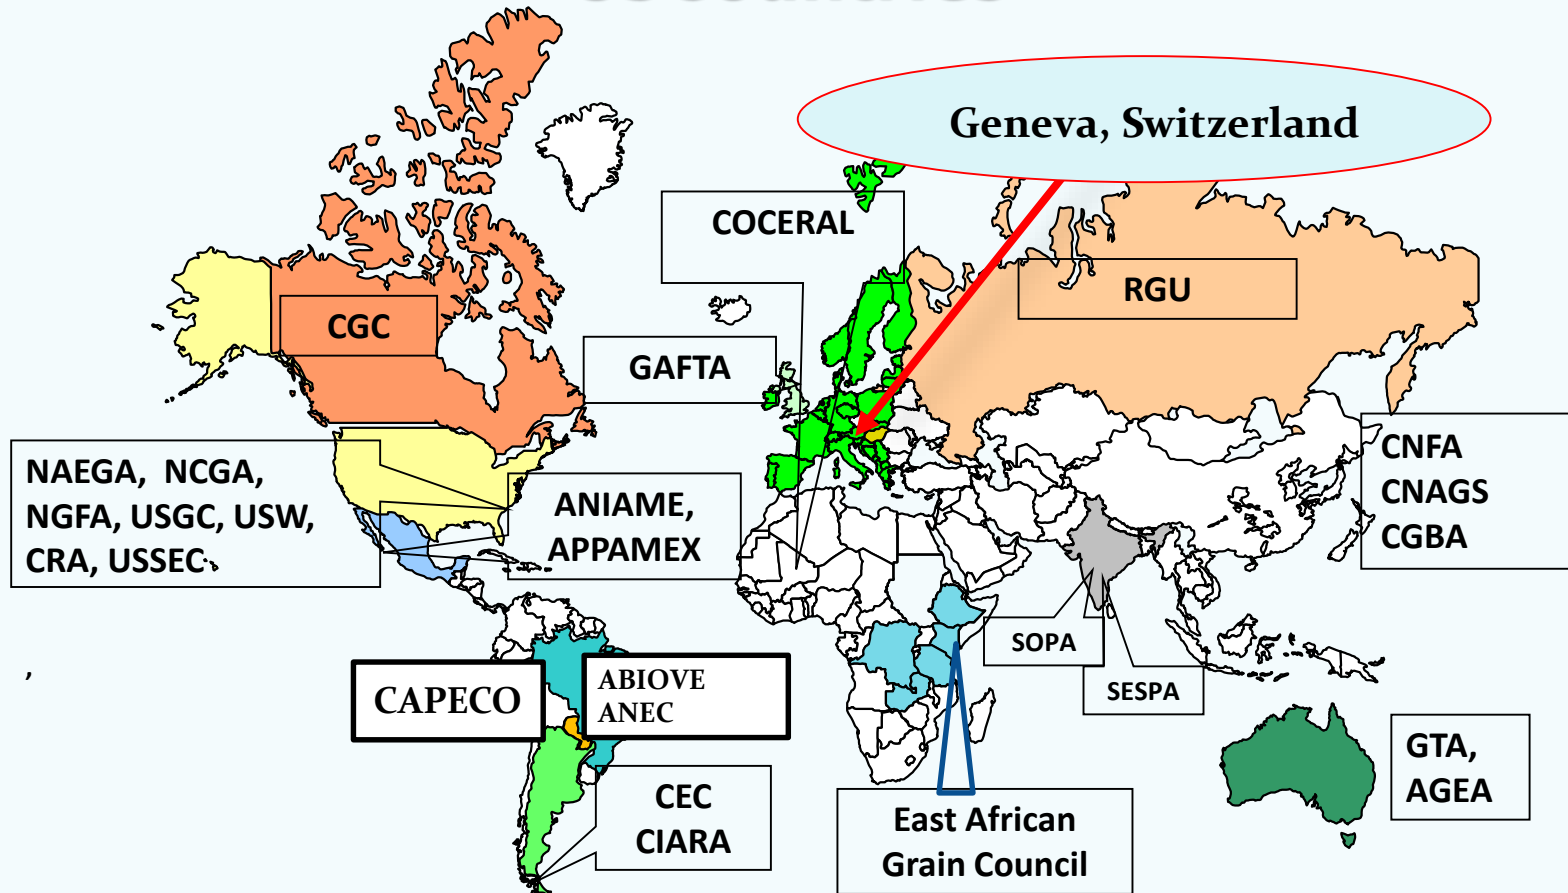 Geneva, Switzerland
COCERAL
RGU
CGC
GAFTA
NAEGA, NCGA,
NGFA, USGC, USW,
CRA, USSEC
ANIAME,
APPAMEX
CNFA
CNAGS
CGBA
SOPA
SESPA
,
CAPECO
ABIOVE
ANEC
GTA,
AGEA
CEC
CIARA
East African
Grain Council